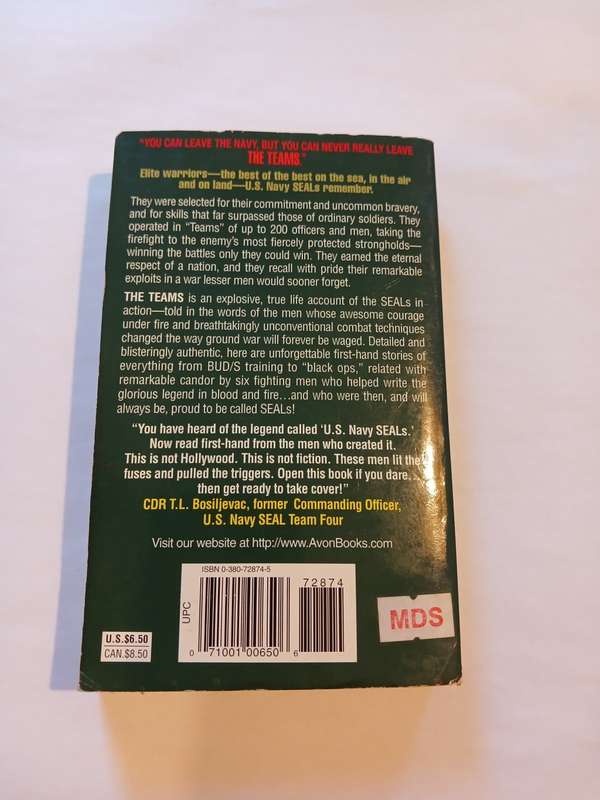 "YOU CAN LEAVE THE NAVY, BUT YOU CAN NEVER REALLY LEAVE
THE TEAMS."
Elite warriors—the best of the best on the sea, in the air
and on land—U.S. Navy SEALs remember.
They were selected for their commitment and uncommon bravery,
and for skills that far surpassed those of ordinary soldiers. They
operated in "Teams" of up to 200 officers and men, taking the
firefight to the enemy's most fiercely protected strongholds—
winning the battles only they could win. They earned the eternal
respect of a nation, and they recall with pride their remarkable
exploits in a war lesser men would sooner forget.
THE TEAMS is an explosive, true life account of the SEALs in
action—told in the words of the men whose awesome courage
under fire and breathtakingly unconventional combat techniques
changed the way ground war will forever be waged. Detailed and
blisteringly authentic, here are unforgettable first-hand stories of
everything from BUD/S training to "black ops," related with
remarkable candor by six fighting men who helped write the
glorious legend in blood and fire...and who were then, and will
always be, proud to be called SEALs!
"You have heard of the legend called 'U.S. Navy SEALs.'
Now read first-hand from the men who created it.
This is not Hollywood. This is not fiction. These men lit the
fuses and pulled the triggers. Open this book if you dare...
then get ready to take cover!"
CDR T.L. Bosiljevac, former Commanding Officer,
U.S. Navy SEAL Team Four
Visit our website at http://www.AvonBooks.com
ISBN 0-380-72874-5
72874
UPC
0 71001 00650 6
MDS
U.S.$6.50
CAN.$8.50